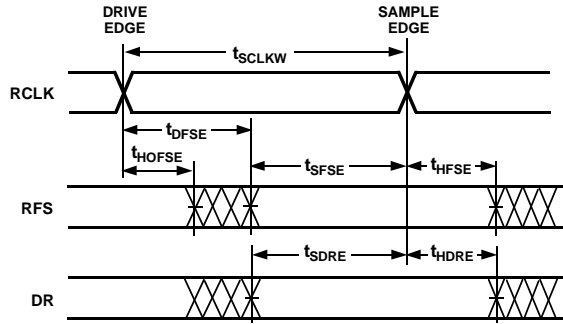 DRIVE EDGE
SAMPLE EDGE
tSCLKW
RCLK
tDFSE
tHOFSE
tSFSE
tHFSE
RFS
tSDRE
tHDRE
DR